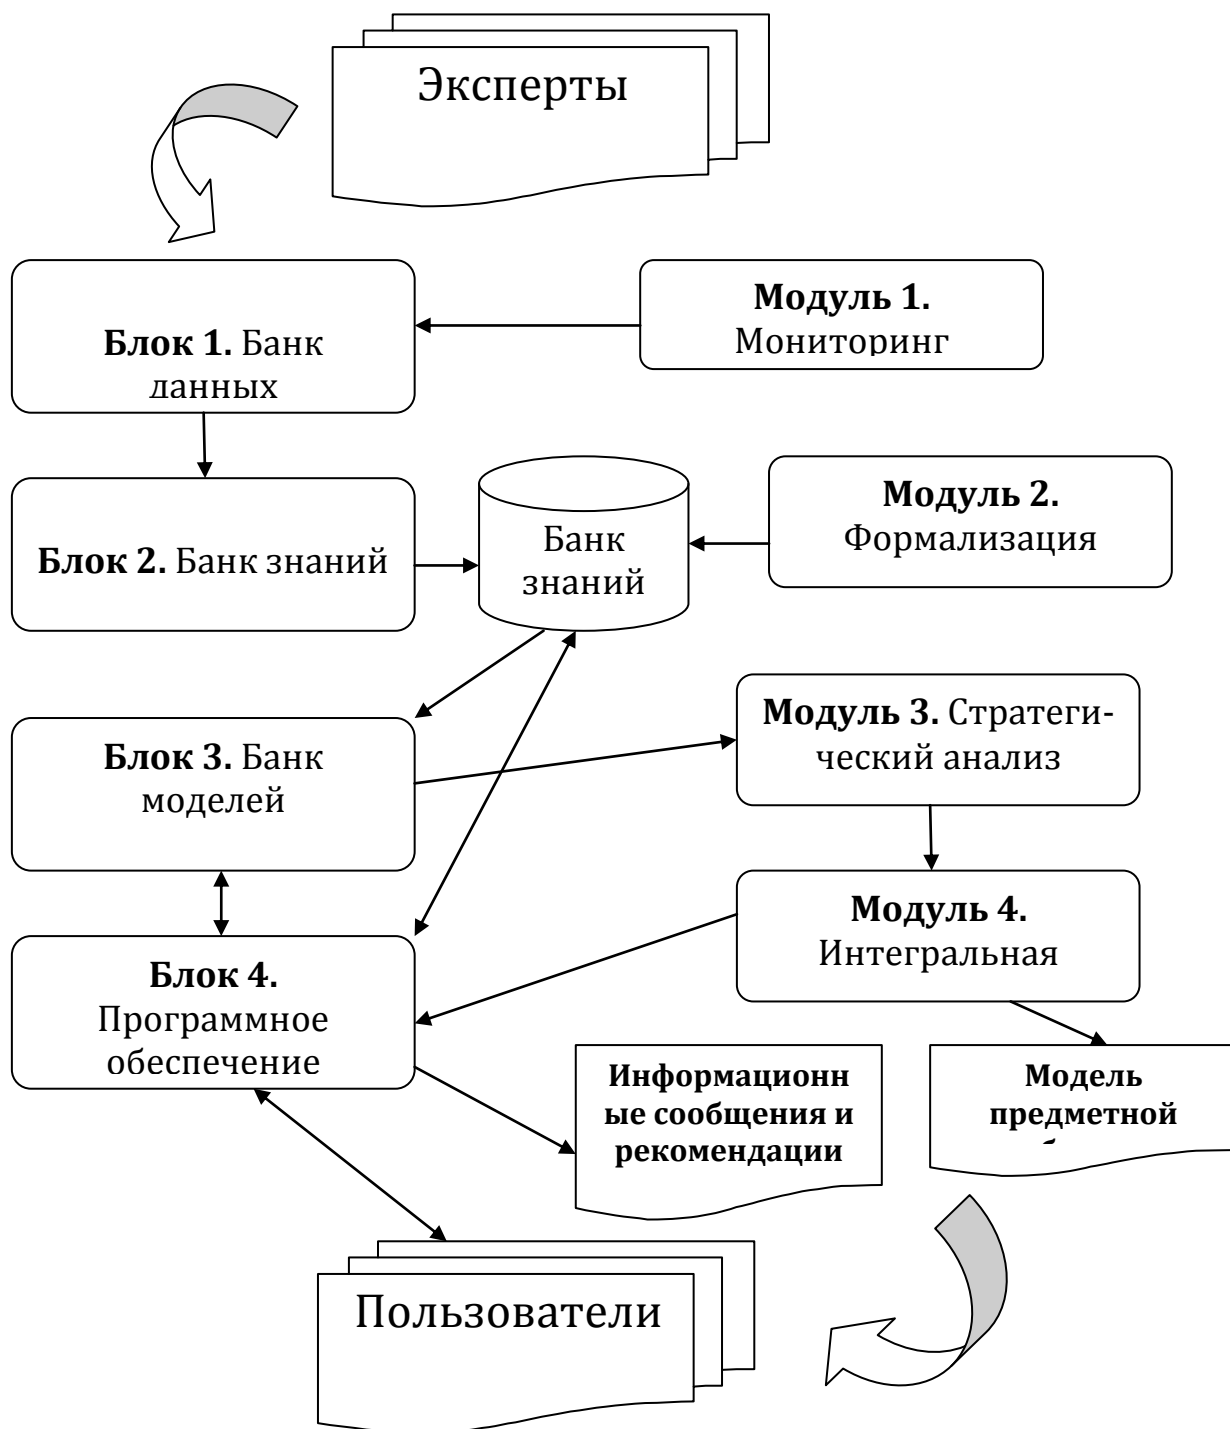 Эксперты
Модуль 1.
Мониторинг
Блок 1. Банк
данных
Модуль 2.
Формализация
Блок 2. Банк знаний
Банк
знаний
Модуль 3. Стратеги-
ческий анализ
Блок 3. Банк
моделей
Модуль 4.
Интегральная
Блок 4.
Программное
обеспечение
Информационн
ые сообщения и
рекомендации
Модель
предметной
Пользователи